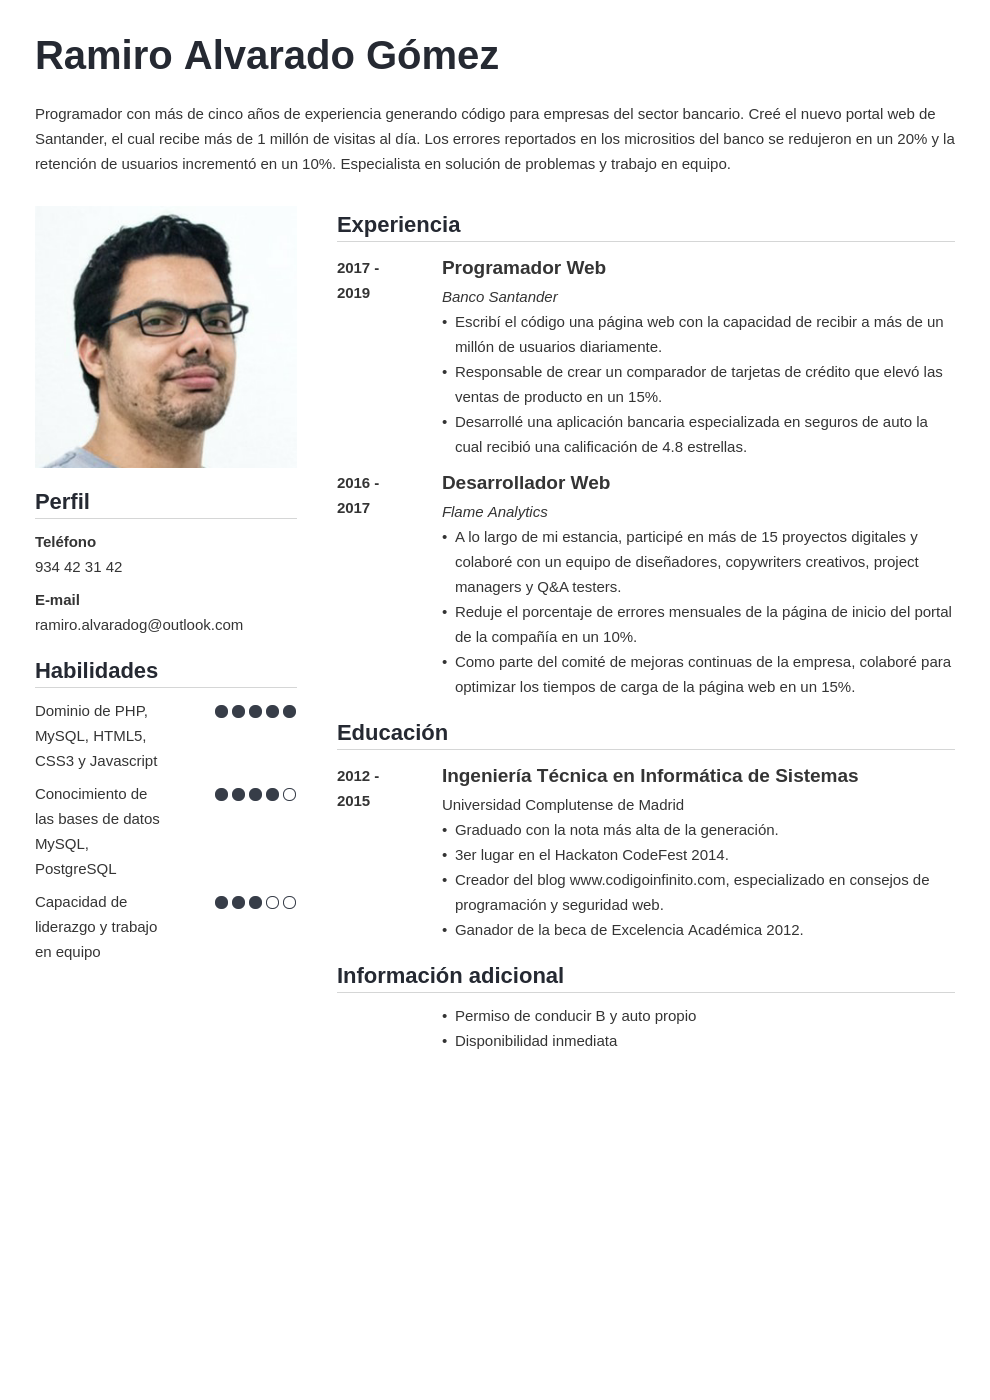 Ramiro Alvarado Gómez
Programador con más de cinco años de experiencia generando código para empresas del sector bancario. Creé el nuevo portal web de
Santander, el cual recibe más de 1 millón de visitas al día. Los errores reportados en los micrositios del banco se redujeron en un 20% y la
retención de usuarios incrementó en un 10%. Especialista en solución de problemas y trabajo en equipo.
Perfil
Teléfono
934 42 31 42
E-mail
ramiro.alvaradog@outlook.com
Habilidades
Dominio de PHP,
MySQL, HTML5,
CSS3 y Javascript
Conocimiento de
las bases de datos
MySQL,
PostgreSQL
Capacidad de
liderazgo y trabajo
en equipo
Experiencia
2017 -
2019
Programador Web
Banco Santander
• Escribí el código una página web con la capacidad de recibir a más de un
millón de usuarios diariamente.
• Responsable de crear un comparador de tarjetas de crédito que elevó las
ventas de producto en un 15%.
• Desarrollé una aplicación bancaria especializada en seguros de auto la
cual recibió una calificación de 4.8 estrellas.
2016 -
2017
Desarrollador Web
Flame Analytics
• A lo largo de mi estancia, participé en más de 15 proyectos digitales y
colaboré con un equipo de diseñadores, copywriters creativos, project
managers y Q&A testers.
• Reduje el porcentaje de errores mensuales de la página de inicio del portal
de la compañía en un 10%.
• Como parte del comité de mejoras continuas de la empresa, colaboré para
optimizar los tiempos de carga de la página web en un 15%.
Educación
2012 -
2015
Ingeniería Técnica en Informática de Sistemas
Universidad Complutense de Madrid
• Graduado con la nota más alta de la generación.
• 3er lugar en el Hackaton CodeFest 2014.
• Creador del blog www.codigoinfinito.com, especializado en consejos de
programación y seguridad web.
• Ganador de la beca de Excelencia Académica 2012.
Información adicional
• Permiso de conducir B y auto propio
• Disponibilidad inmediata